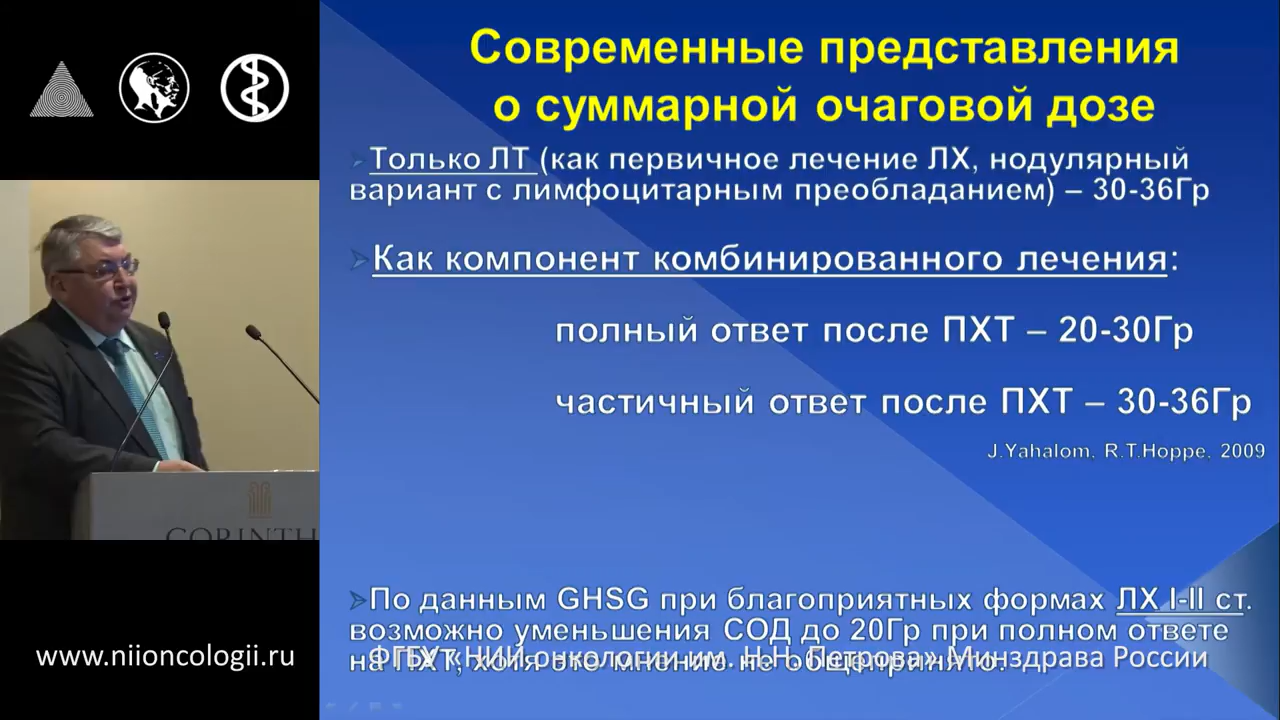 Современные представления
о суммарной очаговой дозе
Только ЛТ (как первичное лечение ЛХ, нодулярный
вариант с лимфоцитарным преобладанием) – 30-36Гр
Как компонент комбинированного лечения:
полный ответ после ПХТ – 20-30Гр
частичный ответ после ПХТ – 30-36Гр
J.Yahalom, R.T.Hoppe, 2009
По данным GHSG при благоприятных формах ЛХ I-II ст.
возможно уменьшения СОД до 20Гр при полном ответе
на ПХТ, хотя это мнение не общепринято.
ФГБУ «НИИ онкологии им. Н.Н. Петрова» Минздрава России
CORINTH
www.niioncologii.ru